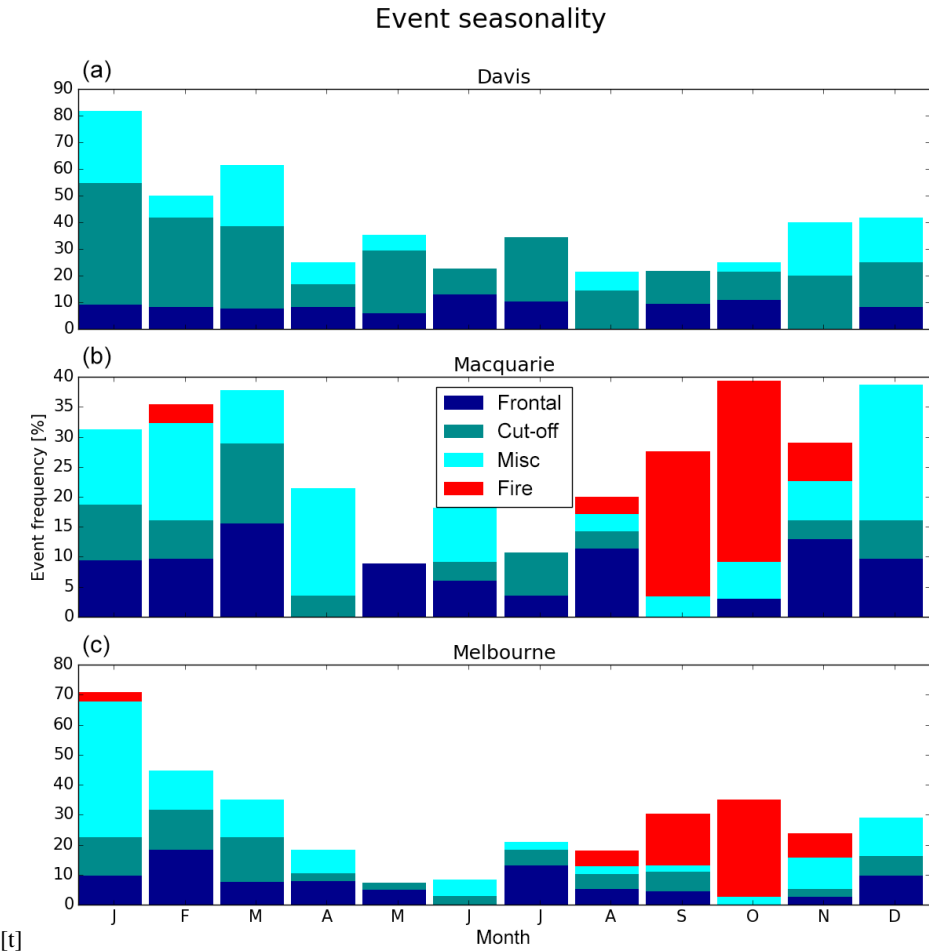 Event seasonality
(a)
Davis
90
80
70
60
50
40
30
20
10
0
(b)
Macquarie
40
35
30
25
20
15
10
5
0
Event frequency [%]
Frontal
Cut-off
Misc
Fire
(c)
Melbourne
80
70
60
50
40
30
20
10
0
J F M A M J J A S O N D
Month
[t]